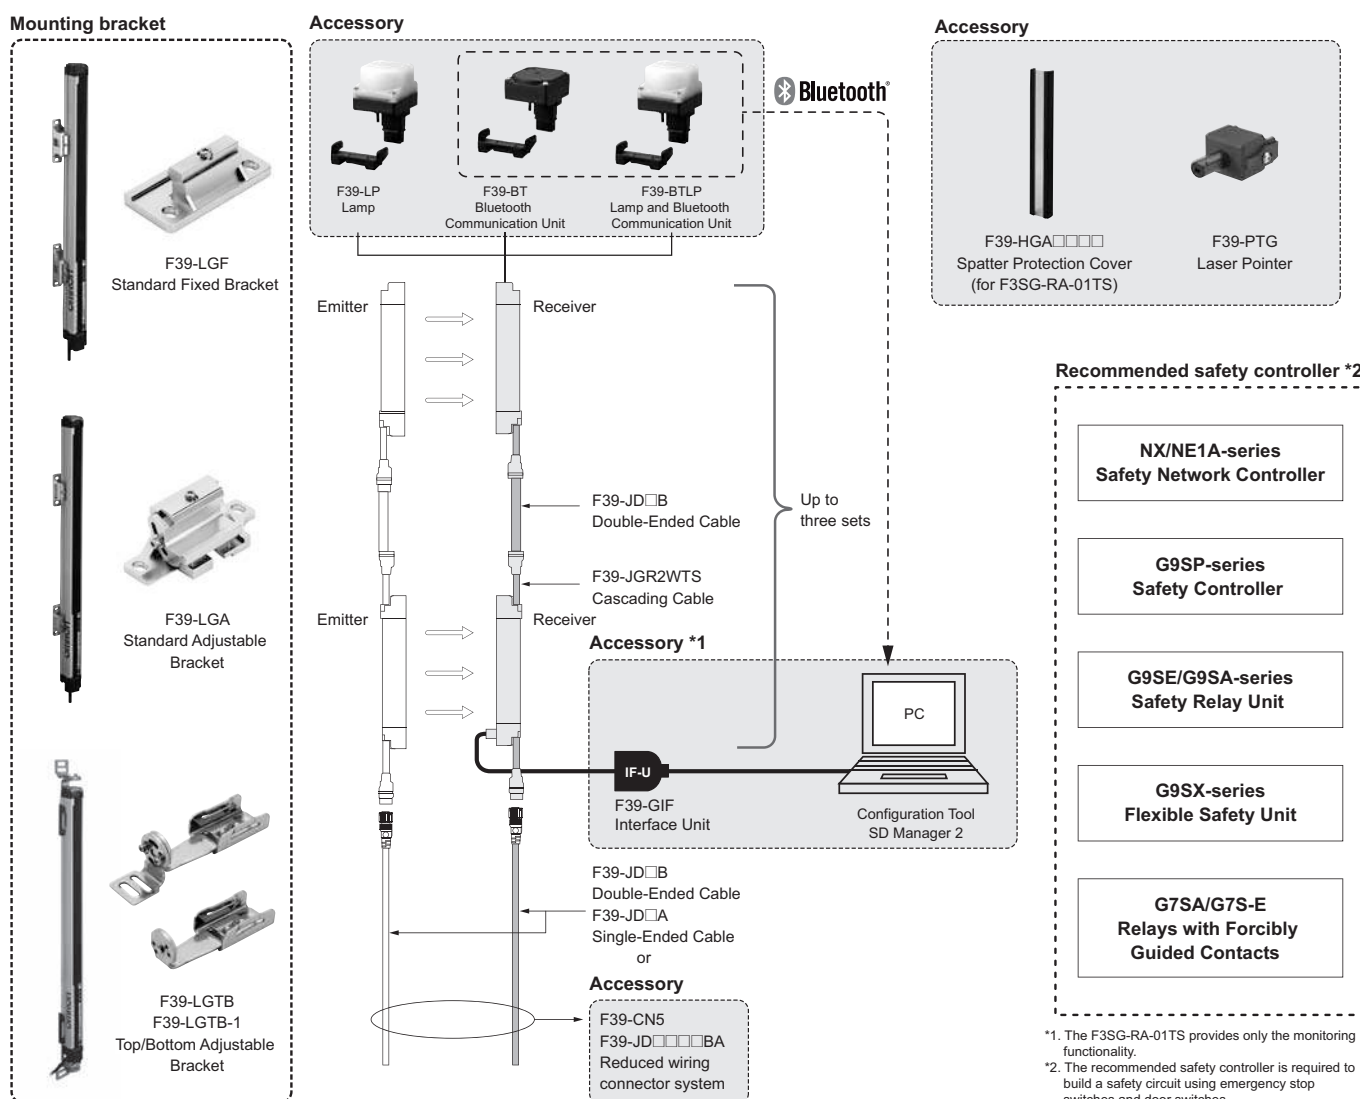 Mounting bracket
F39-LGF
Standard Fixed Bracket
F39-LGA
Standard Adjustable
Bracket
F39-LGTB
F39-LGTB-1
Top/Bottom Adjustable
Bracket
Accessory
F39-LP
Lamp
F39-BT
Bluetooth
Communication Unit
F39-BTLP
Lamp and Bluetooth
Communication Unit
Bluetooth®
Emitter
Receiver
F39-JD□B
Double-Ended Cable
Up to
three sets
F39-JGR2WTS
Cascading Cable
Emitter
Receiver
Accessory *1
PC
IF-U
F39-GIF
Interface Unit
Configuration Tool
SD Manager 2
F39-JD□B
Double-Ended Cable
F39-JD□A
Single-Ended Cable
or
Accessory
F39-CN5
F39-JD□□□□BA
Reduced wiring
connector system
Accessory
F39-HGA□□□□
Spatter Protection Cover
(for F3SG-RA-01TS)
F39-PTG
Laser Pointer
Recommended safety controller *2
NX/NE1A-series
Safety Network Controller
G9SP-series
Safety Controller
G9SE/G9SA-series
Safety Relay Unit
G9SX-series
Flexible Safety Unit
G7SA/G7S-E
Relays with Forcibly
Guided Contacts
*1. The F3SG-RA-01TS provides only the monitoring
functionality.
*2. The recommended safety controller is required to
build a safety circuit using emergency stop
switches and door switches.